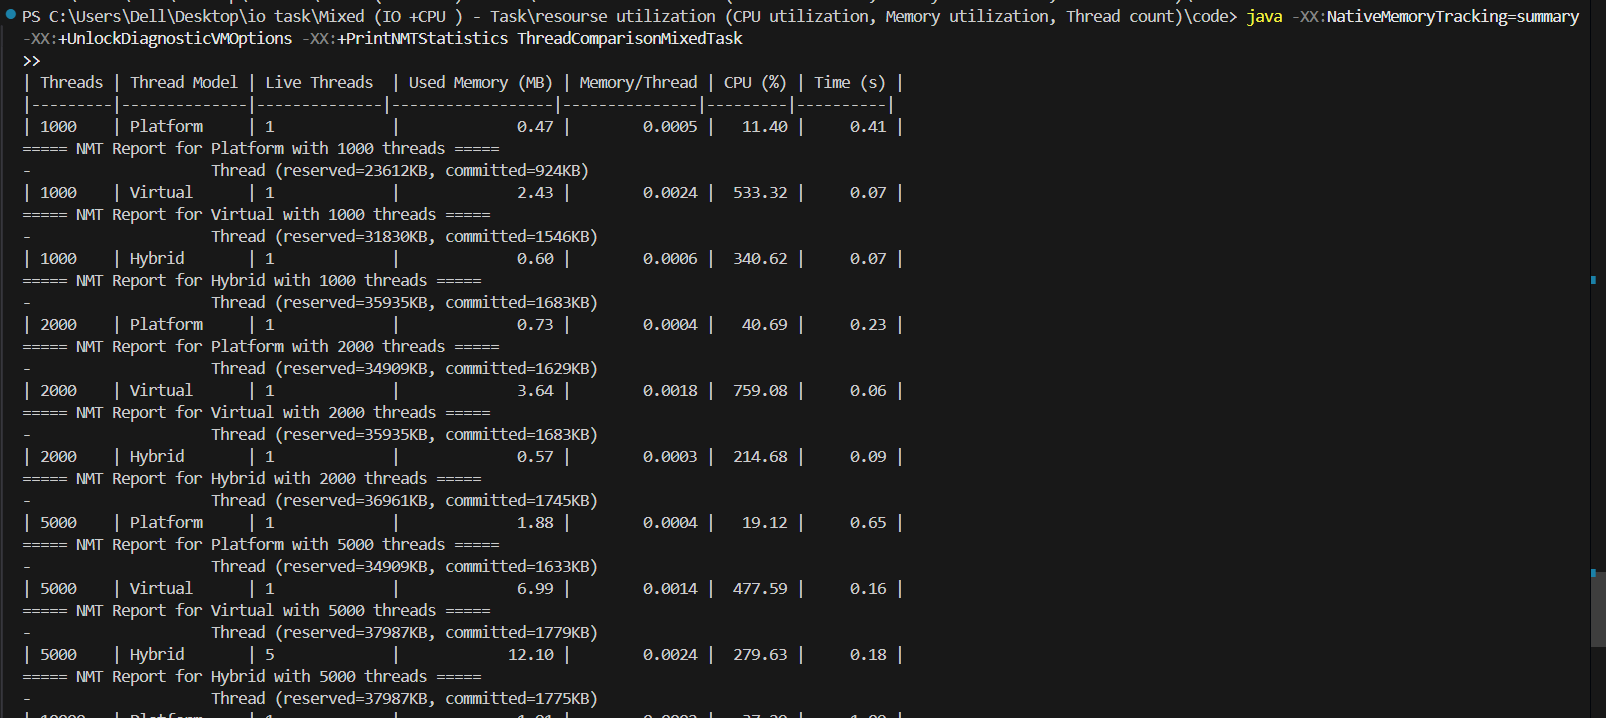 PS C:\Users\Dell\Desktop\io task\Mixed (IO +CPU ) - Task\resourse utilization (CPU utilization, Memory utilization, Thread count)\code> java -XX:NativeMemoryTracking=summary
-XX:+UnlockDiagnosticVMOptions -XX:+PrintNMTStatistics ThreadComparisonMixedTask
>>
| Threads | Thread Model | Live Threads  | Used Memory (MB) | Memory/Thread | CPU (%) | Time (s) |
|---------|--------------|--------------|------------------|---------------|---------|----------|
| 1000    | Platform     | 1             |             0.47 |        0.0005 |   11.40 |     0.41 |
===== NMT Report for Platform with 1000 threads =====
-                    Thread (reserved=23612KB, committed=924KB)
| 1000    | Virtual      | 1             |             2.43 |        0.0024 |  533.32 |     0.07 |
===== NMT Report for Virtual with 1000 threads =====
-                    Thread (reserved=31830KB, committed=1546KB)
| 1000    | Hybrid       | 1             |             0.60 |        0.0006 |  340.62 |     0.07 |
===== NMT Report for Hybrid with 1000 threads =====
-                    Thread (reserved=35935KB, committed=1683KB)
| 2000    | Platform     | 1             |             0.73 |        0.0004 |   40.69 |     0.23 |
===== NMT Report for Platform with 2000 threads =====
-                    Thread (reserved=34909KB, committed=1629KB)
| 2000    | Virtual      | 1             |             3.64 |        0.0018 |  759.08 |     0.06 |
===== NMT Report for Virtual with 2000 threads =====
-                    Thread (reserved=35935KB, committed=1683KB)
| 2000    | Hybrid       | 1             |             0.57 |        0.0003 |  214.68 |     0.09 |
===== NMT Report for Hybrid with 2000 threads =====
-                    Thread (reserved=36961KB, committed=1745KB)
| 5000    | Platform     | 1             |             1.88 |        0.0004 |   19.12 |     0.65 |
===== NMT Report for Platform with 5000 threads =====
-                    Thread (reserved=34909KB, committed=1633KB)
| 5000    | Virtual      | 1             |             6.99 |        0.0014 |  477.59 |     0.16 |
===== NMT Report for Virtual with 5000 threads =====
-                    Thread (reserved=37987KB, committed=1779KB)
| 5000    | Hybrid       | 5             |            12.10 |        0.0024 |  279.63 |     0.18 |
===== NMT Report for Hybrid with 5000 threads =====
-                    Thread (reserved=37987KB, committed=1775KB)